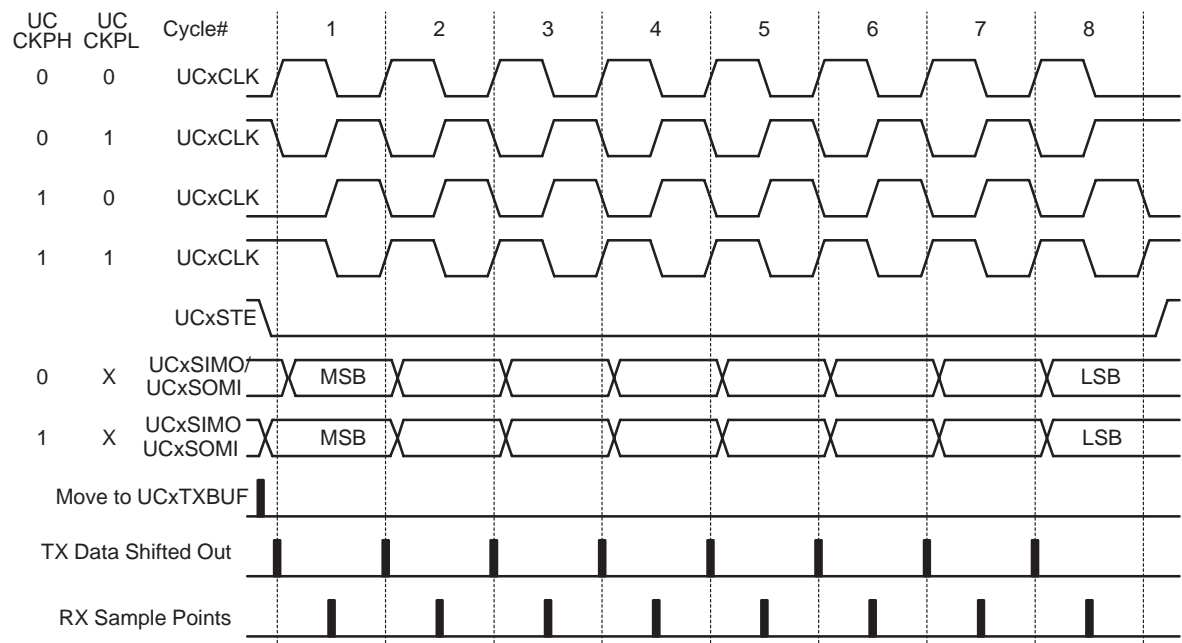 UC UC Cycle# 1 2 3 4 5 6 7 8
CKPH CKPL
0 0 UCxCLK
0 1 UCxCLK
1 0 UCxCLK
1 1 UCxCLK
UCxSTE
0 X UCxSIMO/
UCxSOMI MSB LSB
1 X UCxSIMO
UCxSOMI MSB LSB
Move to UCxTXBUF
TX Data Shifted Out
RX Sample Points